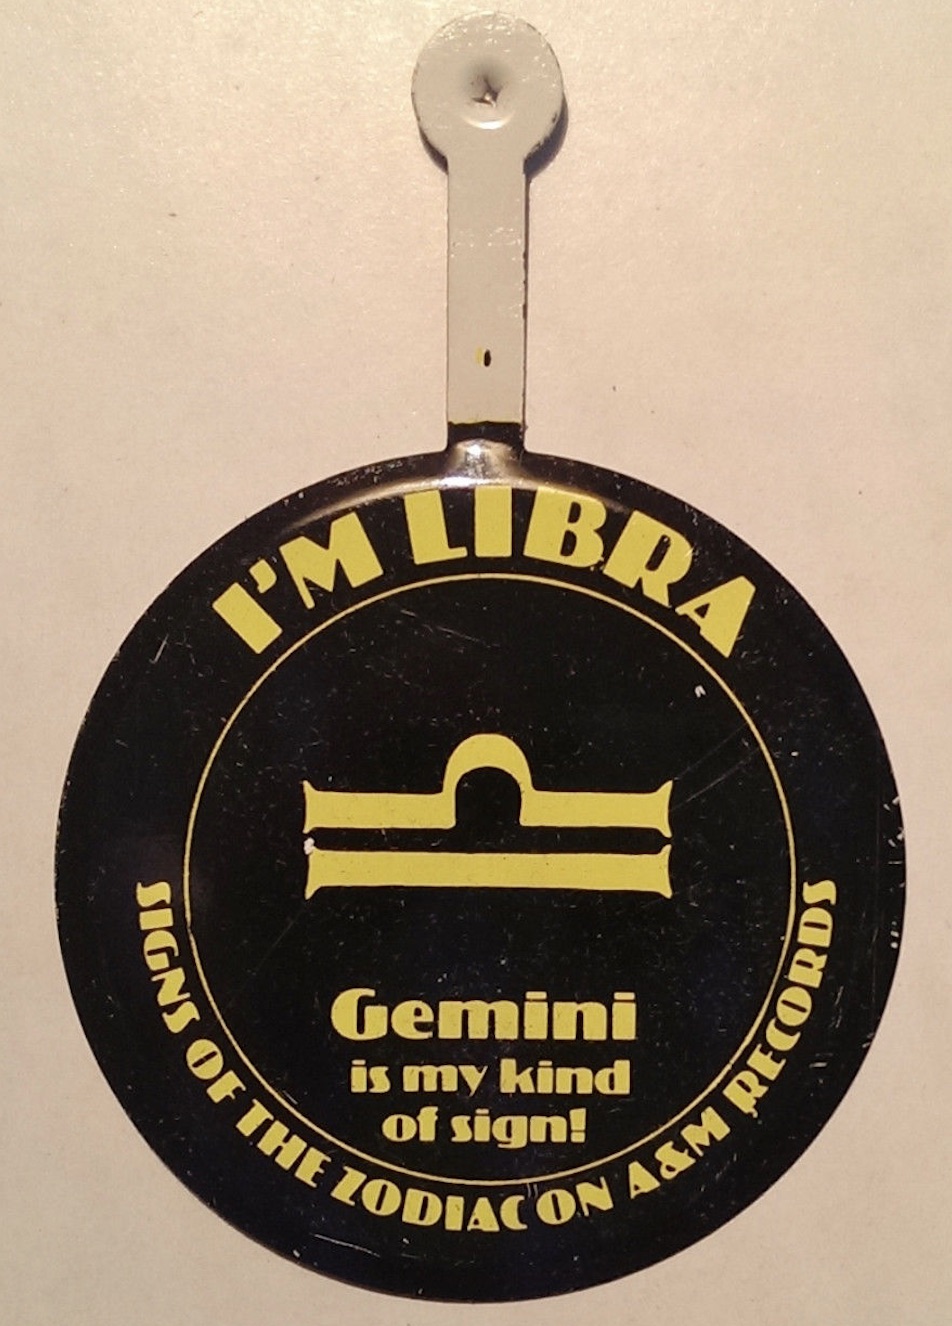 I'M LIBRA
Gemini
is my kind
of sign!
SIGNS OF THE ZODIAC ON A&M RECORDS